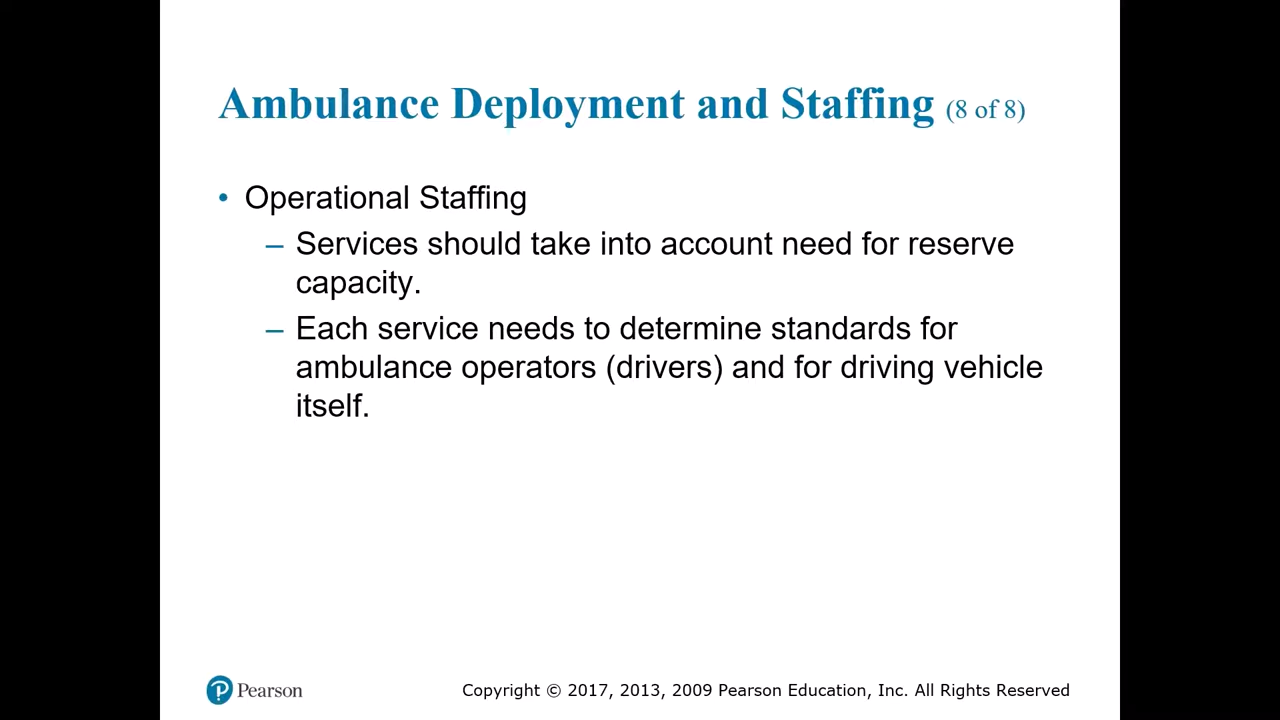 Ambulance Deployment and Staffing (8 of 8)
• Operational Staffing
– Services should take into account need for reserve
capacity.
– Each service needs to determine standards for
ambulance operators (drivers) and for driving vehicle
itself.
Pearson
Copyright © 2017, 2013, 2009 Pearson Education, Inc. All Rights Reserved